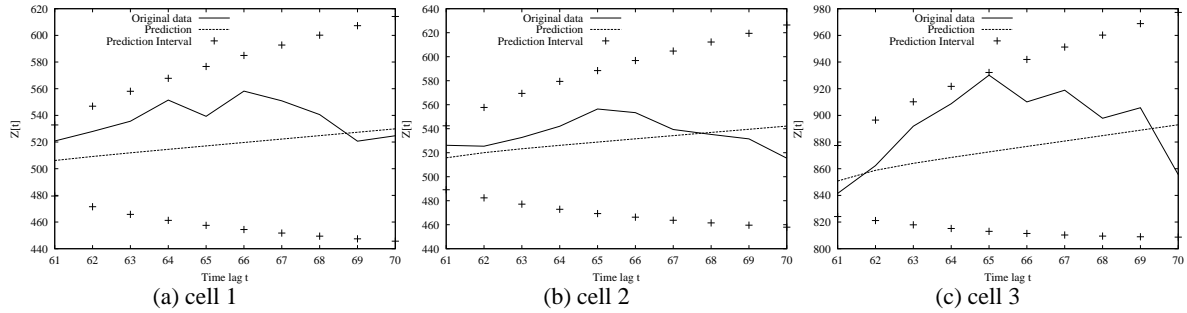 Original data
Prediction
Prediction Interval
Z[t]
620
600
580
560
540
520
500
480
460
440
61 62 63 64 65 66 67 68 69 70
Time lag t
(a) cell 1
Original data
Prediction
Prediction Interval
Z[t]
640
620
600
580
560
540
520
500
480
460
440
61 62 63 64 65 66 67 68 69 70
Time lag t
(b) cell 2
Original data
Prediction
Prediction Interval
Z[t]
980
960
940
920
900
880
860
840
820
800
61 62 63 64 65 66 67 68 69 70
Time lag t
(c) cell 3